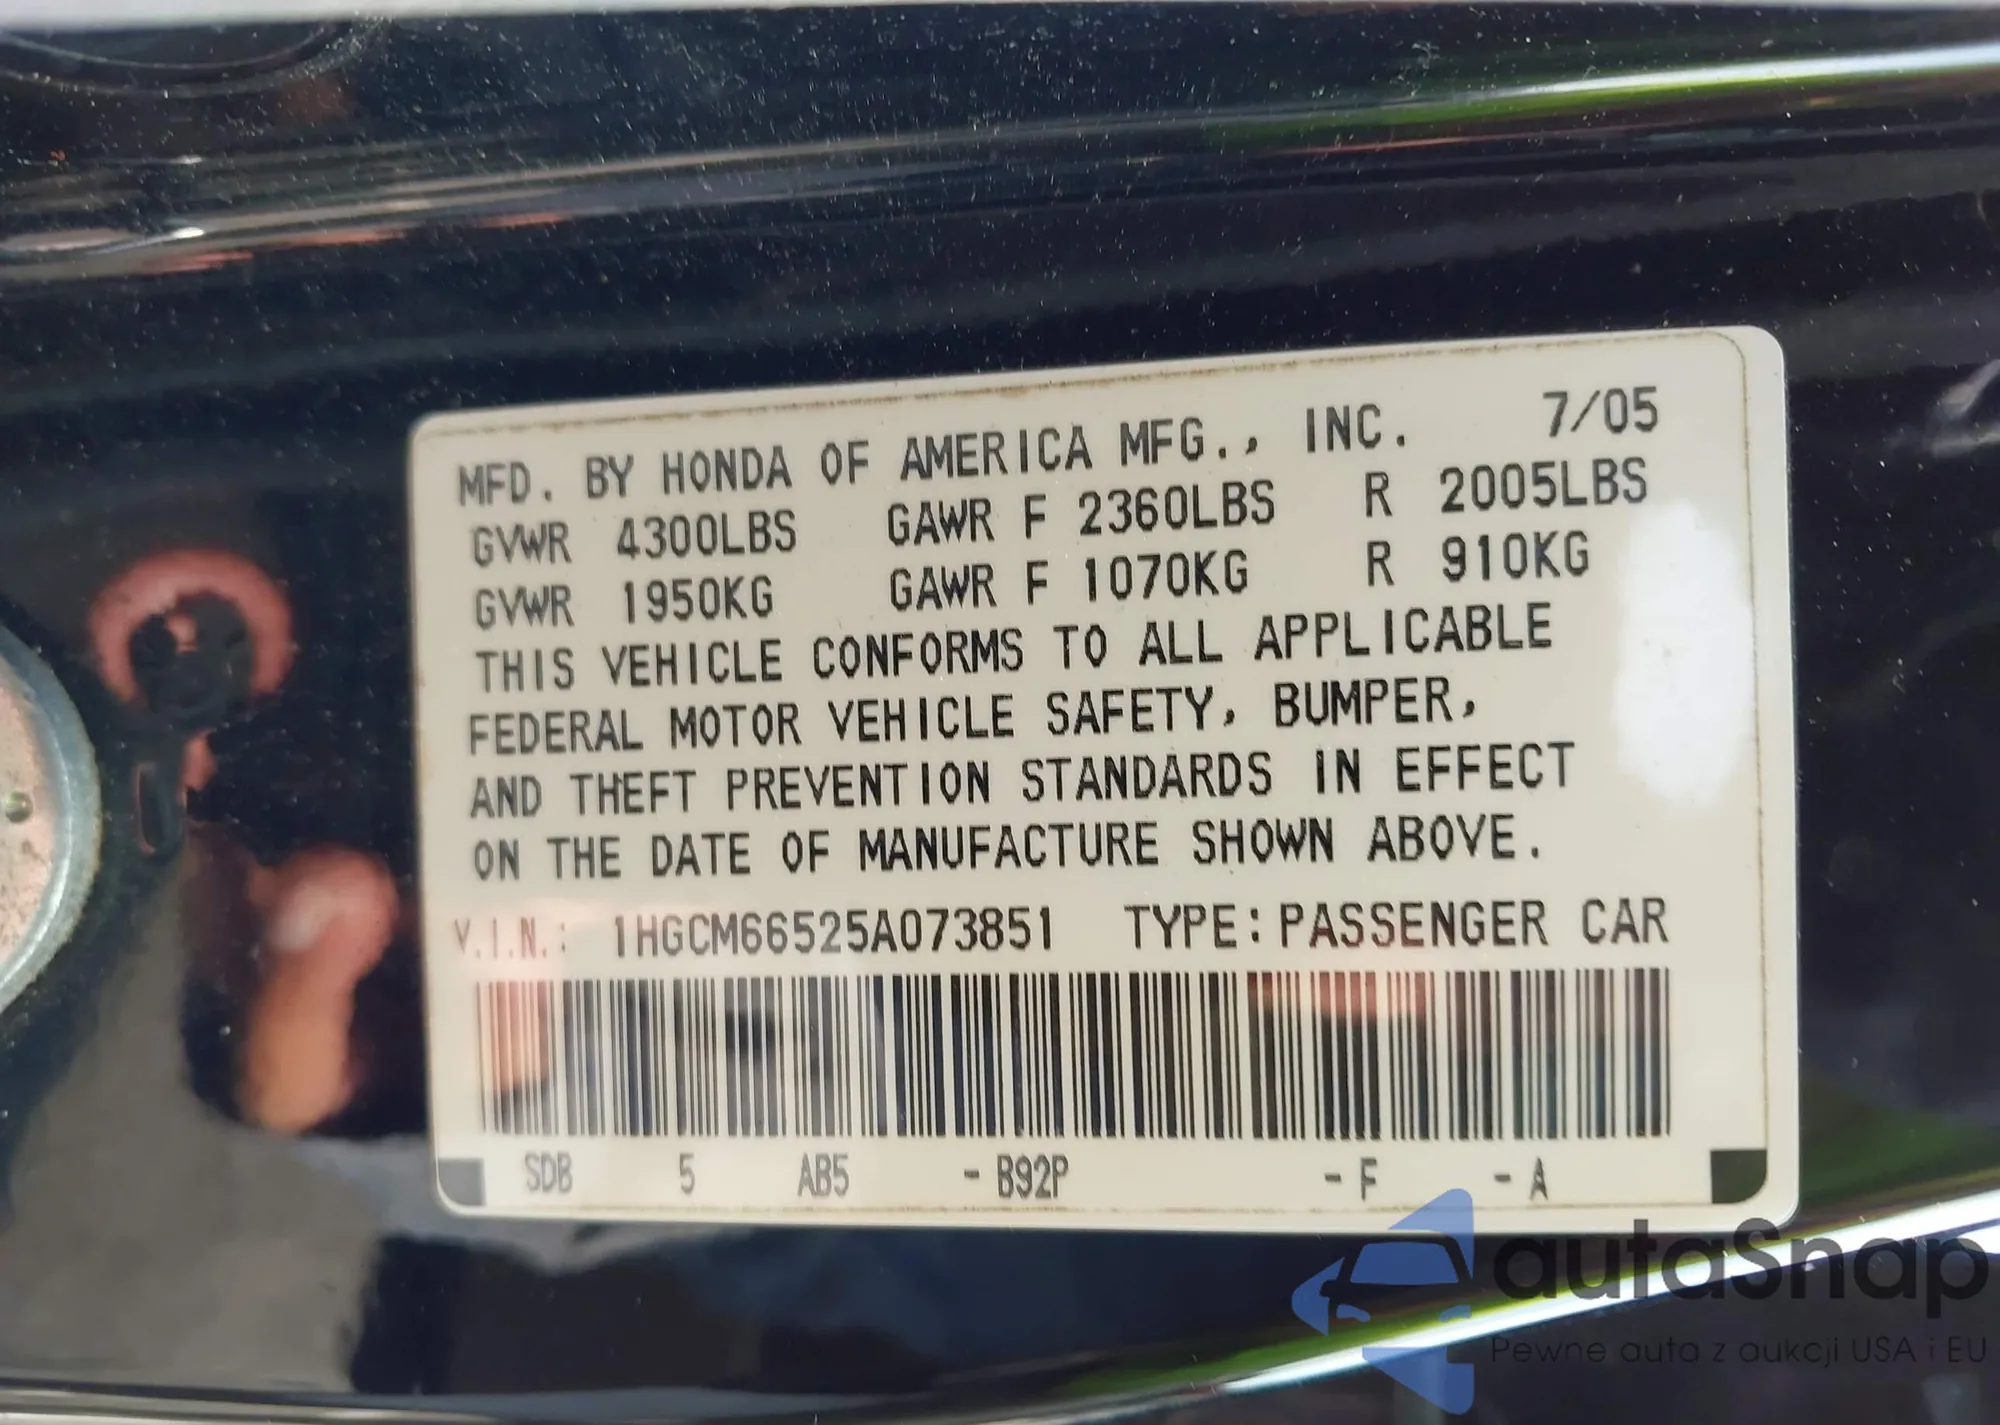 MFD. BY HONDA OF AMERICA MFG., INC. 7/05
GVWR 4300LBS GAWR F 2360LBS R 2005LBS
GVWR 1950KG GAWR F 1070KG R 910KG
THIS VEHICLE CONFORMS TO ALL APPLICABLE
FEDERAL MOTOR VEHICLE SAFETY, BUMPER,
AND THEFT PREVENTION STANDARDS IN EFFECT
ON THE DATE OF MANUFACTURE SHOWN ABOVE.
V.I.N.: 1HGCM66525A073851 TYPE:PASSENGER CAR
SDB 5 AB5 -B92P -F -A
autoSnap
Pewne auta z aukcji USA i EU